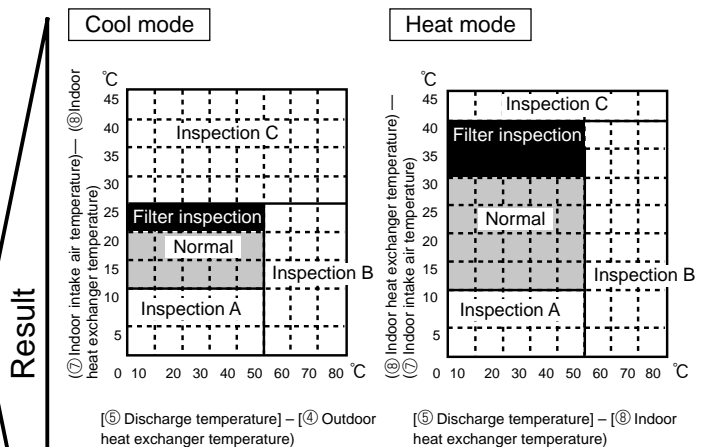 Cool mode
Heat mode
Result
(⑦ Indoor intake air temperature)— (⑧Indoor
heat exchanger temperature)
℃
45
40
35
30
25
20
15
10
5
Inspection C
Filter inspection
Normal
Inspection B
Inspection A
0 10 20 30 40 50 60 70 80 ℃
[⑤ Discharge temperature] – [④ Outdoor
heat exchanger temperature)
(⑧ Indoor heat exchanger temperature) —
(⑦ Indoor intake air temperature)
℃
45
40
35
30
25
20
15
10
5
Inspection C
Filter inspection
Normal
Inspection B
Inspection A
0 10 20 30 40 50 60 70 80 ℃
[⑤ Discharge temperature] – [⑧ Indoor
heat exchanger temperature)